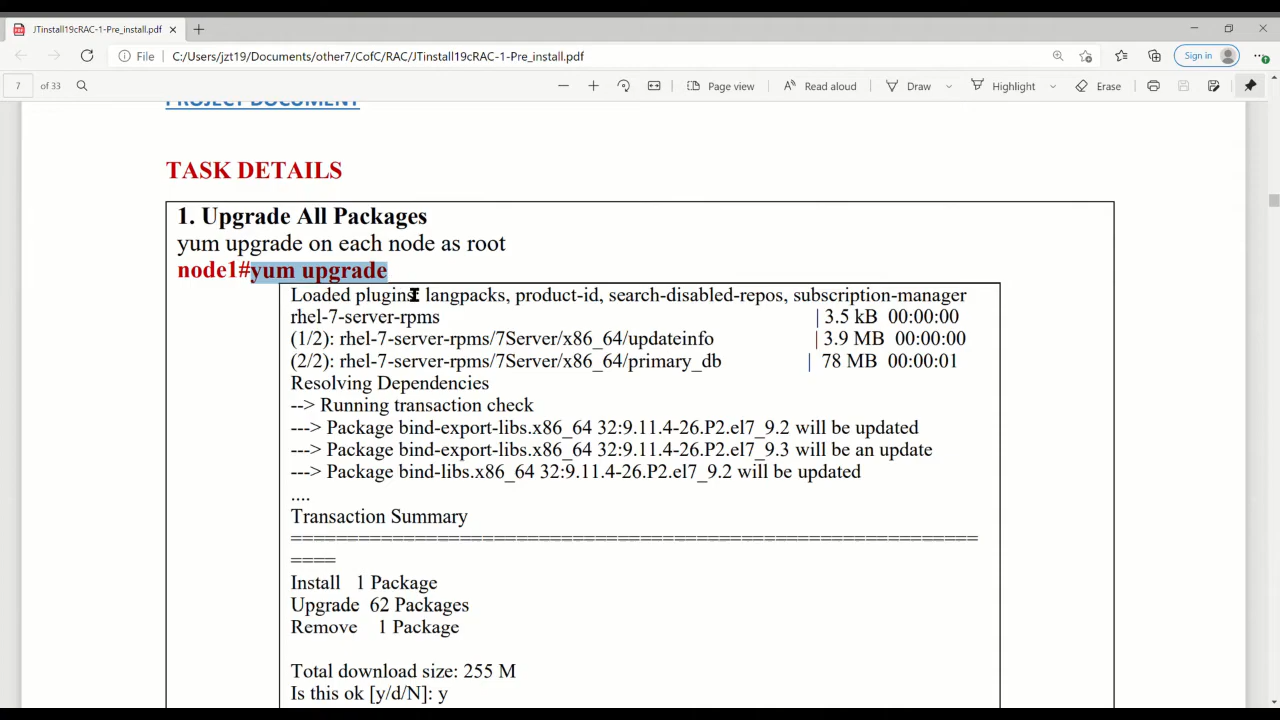 JTinstall19cRAC-1-Pre_install.pdf
File
C:/Users/jzt19/Documents/other7/CofC/RAC/JTinstall19cRAC-1-Pre_install.pdf
Sign in
7 of 33
Page view
Read aloud
Draw
Highlight
Erase
PROJECT DOCUMENT
TASK DETAILS
1. Upgrade All Packages
yum upgrade on each node as root
node1#yum upgrade
Loaded plugins: langpacks, product-id, search-disabled-repos, subscription-manager
rhel-7-server-rpms | 3.5 kB 00:00:00
(1/2): rhel-7-server-rpms/7Server/x86_64/updateinfo | 3.9 MB 00:00:00
(2/2): rhel-7-server-rpms/7Server/x86_64/primary_db | 78 MB 00:00:01
Resolving Dependencies
--> Running transaction check
---> Package bind-export-libs.x86_64 32:9.11.4-26.P2.el7_9.2 will be updated
---> Package bind-export-libs.x86_64 32:9.11.4-26.P2.el7_9.3 will be an update
---> Package bind-libs.x86_64 32:9.11.4-26.P2.el7_9.2 will be updated
....
Transaction Summary
=============================================================
====
Install 1 Package
Upgrade 62 Packages
Remove 1 Package
Total download size: 255 M
Is this ok [y/d/N]: y